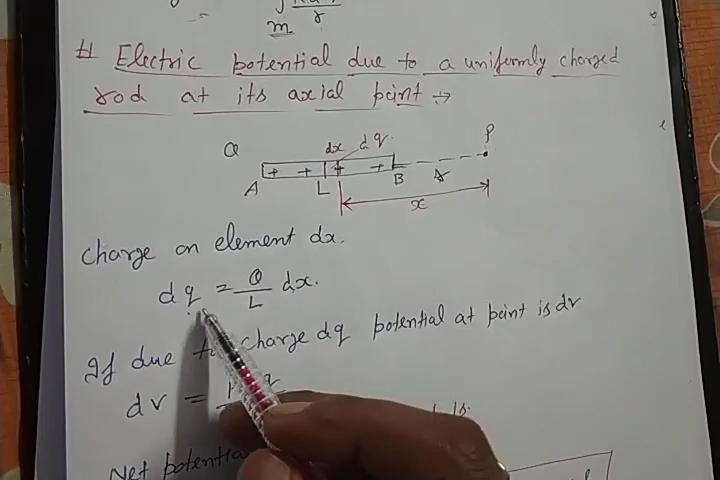 m r
# Electric potential due to a uniformly charged
rod at its axial point →
Q dx dq. P
A + + L + + B
x
charge on element dx.
dq = Q/L dx.
If due to charge dq potential at point is dv
dv =
Net potential